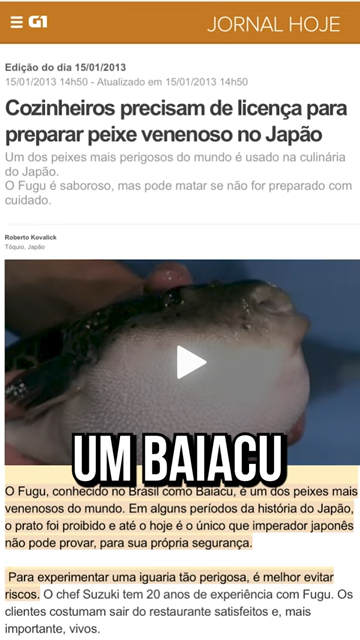 G1 JORNAL HOJE
Edição do dia 15/01/2013
15/01/2013 14h50 - Atualizado em 15/01/2013 14h50
Cozinheiros precisam de licença para
preparar peixe venenoso no Japão
Um dos peixes mais perigosos do mundo é usado na culinária
do Japão.
O Fugu é saboroso, mas pode matar se não for preparado com
cuidado.
Roberto Kovalick
Tóquio, Japão
UM BAIACU
O Fugu, conhecido no Brasil como Baiacu, é um dos peixes mais
venenosos do mundo. Em alguns períodos da história do Japão,
o prato foi proibido e até o hoje é o único que imperador japonês
não pode provar, para sua própria segurança.
Para experimentar uma iguaria tão perigosa, é melhor evitar
riscos. O chef Suzuki tem 20 anos de experiência com Fugu. Os
clientes costumam sair do restaurante satisfeitos e, mais
importante, vivos.